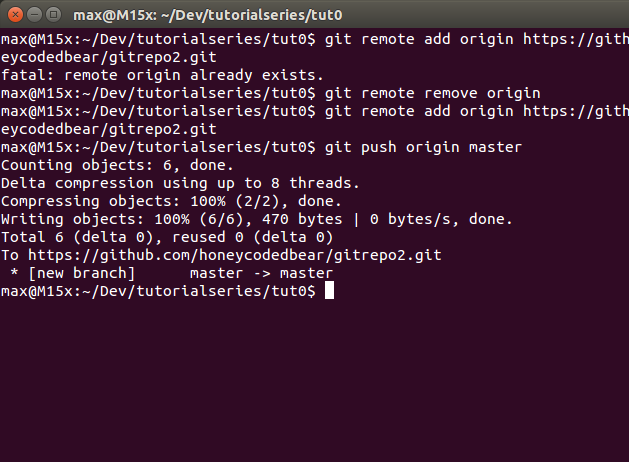 max@M15x: ~/Dev/tutorialseries/tut0
max@M15x:~/Dev/tutorialseries/tut0$ git remote add origin https://gith
eycodedbear/gitrepo2.git
fatal: remote origin already exists.
max@M15x:~/Dev/tutorialseries/tut0$ git remote remove origin
max@M15x:~/Dev/tutorialseries/tut0$ git remote add origin https://gith
eycodedbear/gitrepo2.git
max@M15x:~/Dev/tutorialseries/tut0$ git push origin master
Counting objects: 6, done.
Delta compression using up to 8 threads.
Compressing objects: 100% (2/2), done.
Writing objects: 100% (6/6), 470 bytes | 0 bytes/s, done.
Total 6 (delta 0), reused 0 (delta 0)
To https://github.com/honeycodedbear/gitrepo2.git
 * [new branch]      master -> master
max@M15x:~/Dev/tutorialseries/tut0$